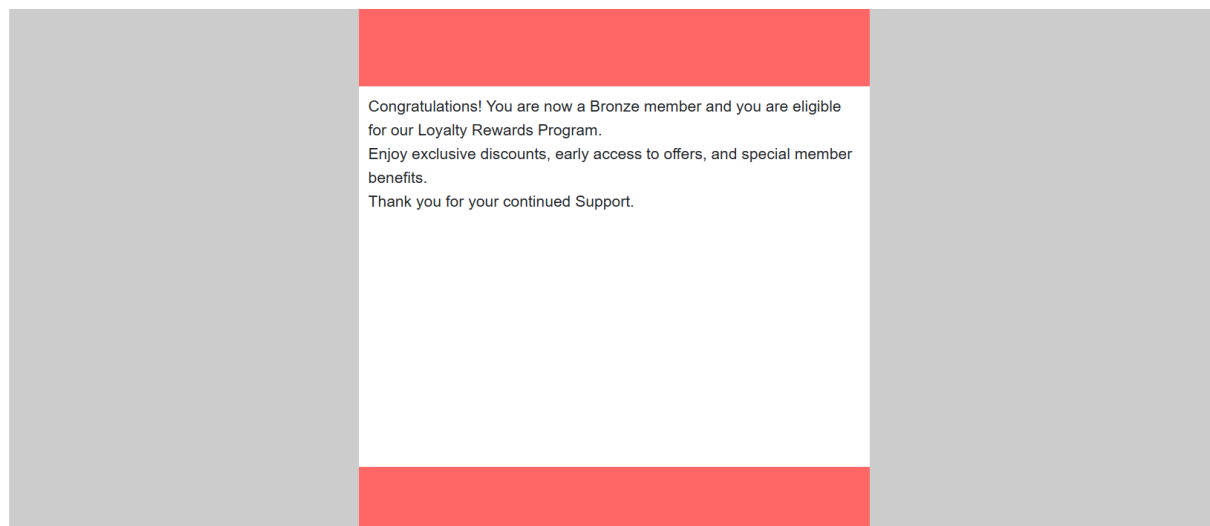 Congratulations! You are now a Bronze member and you are eligible
for our Loyalty Rewards Program.
Enjoy exclusive discounts, early access to offers, and special member
benefits.
Thank you for your continued Support.